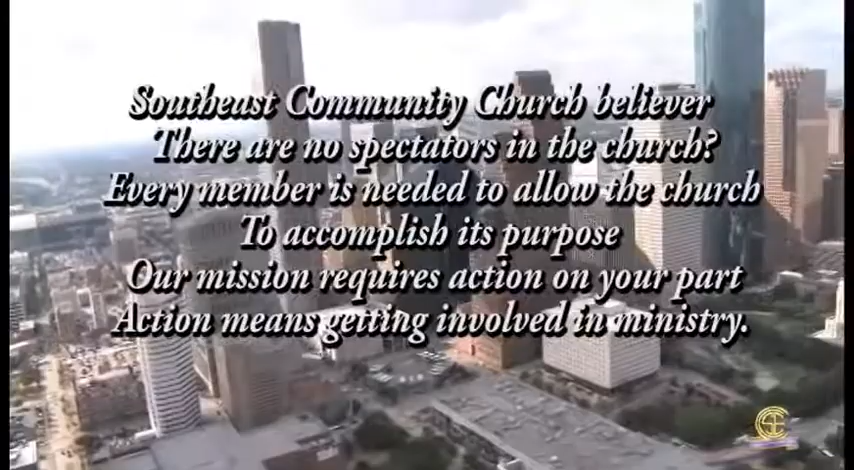 Southeast Community Church believer
There are no spectators in the church?
Every member is needed to allow the church
To accomplish its purpose
Our mission requires action on your part
Action means getting involved in ministry.